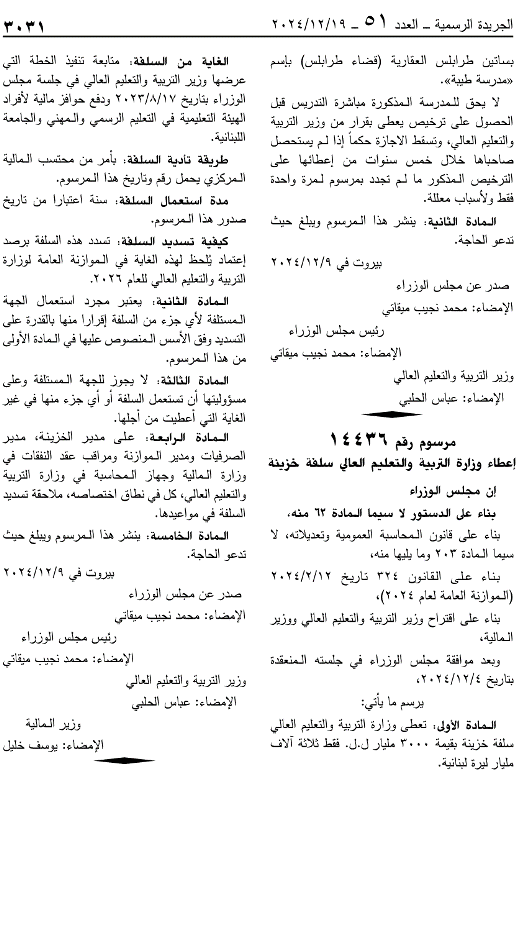 الجريدة الرسمية ــ العدد ٥١ ــ ٢٠٢٤/١٢/١٩
٣٠٣١
بساتين طرابلس العقارية (قضاء طرابلس) بإسم
«مدرسة طيبة».
لا يحق للمدرسة المذكورة مباشرة التدريس قبل
الحصول على ترخيص يعطى بقرار من وزير التربية
والتعليم العالي، وتسقط الاجازة حكماً إذا لم يستحصل
صاحباها خلال خمس سنوات من إعطائها على
الترخيص المذكور ما لم تجدد بمرسوم لمرة واحدة
فقط ولأسباب معللة.
المادة الثانية: ينشر هذا المرسوم ويبلغ حيث
تدعو الحاجة.
بيروت في ٢٠٢٤/١٢/٩
صدر عن مجلس الوزراء
الإمضاء: محمد نجيب ميقاتي
رئيس مجلس الوزراء
الإمضاء: محمد نجيب ميقاتي
وزير التربية والتعليم العالي
الإمضاء: عباس الحلبي
مرسوم رقم ١٤٤٣٦
إعطاء وزارة التربية والتعليم العالي سلفة خزينة
إن مجلس الوزراء
بناء على الدستور لا سيما المادة ٦٢ منه،
بناء على قانون المحاسبة العمومية وتعديلاته، لا
سيما المادة ٢٠٣ وما يليها منه،
بناء على القانون ٣٢٤ تاريخ ٢٠٢٤/٢/١٢
(الموازنة العامة لعام ٢٠٢٤)،
بناء على اقتراح وزير التربية والتعليم العالي ووزير
المالية،
وبعد موافقة مجلس الوزراء في جلسته المنعقدة
بتاريخ ٢٠٢٤/١٢/٤،
يرسم ما يأتي:
المادة الأولى: تعطى وزارة التربية والتعليم العالي
سلفة خزينة بقيمة ٣٠٠٠ مليار ل.ل. فقط ثلاثة آلاف
مليار ليرة لبنانية.
الغاية من السلفة: متابعة تنفيذ الخطة التي
عرضها وزير التربية والتعليم العالي في جلسة مجلس
الوزراء بتاريخ ٢٠٢٣/٨/١٧ ودفع حوافز مالية لأفراد
الهيئة التعليمية في التعليم الرسمي والمهني والجامعة
اللبنانية.
طريقة تادية السلفة: بأمر من محتسب المالية
المركزي يحمل رقم وتاريخ هذا المرسوم.
مدة استعمال السلفة: سنة اعتبارا من تاريخ
صدور هذا المرسوم.
كيفية تسديد السلفة: تسدد هذه السلفة برصد
إعتماد يُلحظ لهذه الغاية في الموازنة العامة لوزارة
التربية والتعليم العالي للعام ٢٠٢٦.
المادة الثانية: يعتبر مجرد استعمال الجهة
المستلفة لأي جزء من السلفة إقرارا منها بالقدرة على
التسديد وفق الأسس المنصوص عليها في المادة الأولى
من هذا المرسوم.
المادة الثالثة: لا يجوز للجهة المستلفة وعلى
مسؤوليتها أن تستعمل السلفة أو أي جزء منها في غير
الغاية التي أعطيت من أجلها.
المادة الرابعة: على مدير الخزينة، مدير
الصرفيات ومدير الموازنة ومراقب عقد النفقات في
وزارة المالية وجهاز المحاسبة في وزارة التربية
والتعليم العالي، كل في نطاق اختصاصه، ملاحقة تسديد
السلفة في مواعيدها.
المادة الخامسة: ينشر هذا المرسوم ويبلغ حيث
تدعو الحاجة.
بيروت في ٢٠٢٤/١٢/٩
صدر عن مجلس الوزراء
الإمضاء: محمد نجيب ميقاتي
رئيس مجلس الوزراء
الإمضاء: محمد نجيب ميقاتي
وزير التربية والتعليم العالي
الإمضاء: عباس الحلبي
وزير المالية
الإمضاء: يوسف خليل